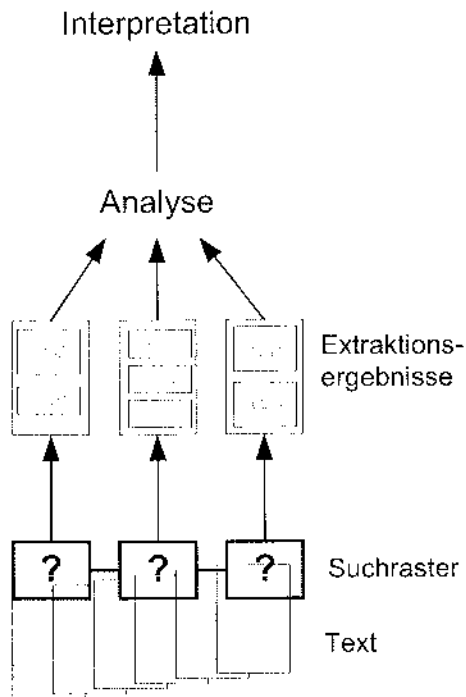 Interpretation
Analyse
Extraktions-
ergebnisse
? ? ?
Suchraster
Text